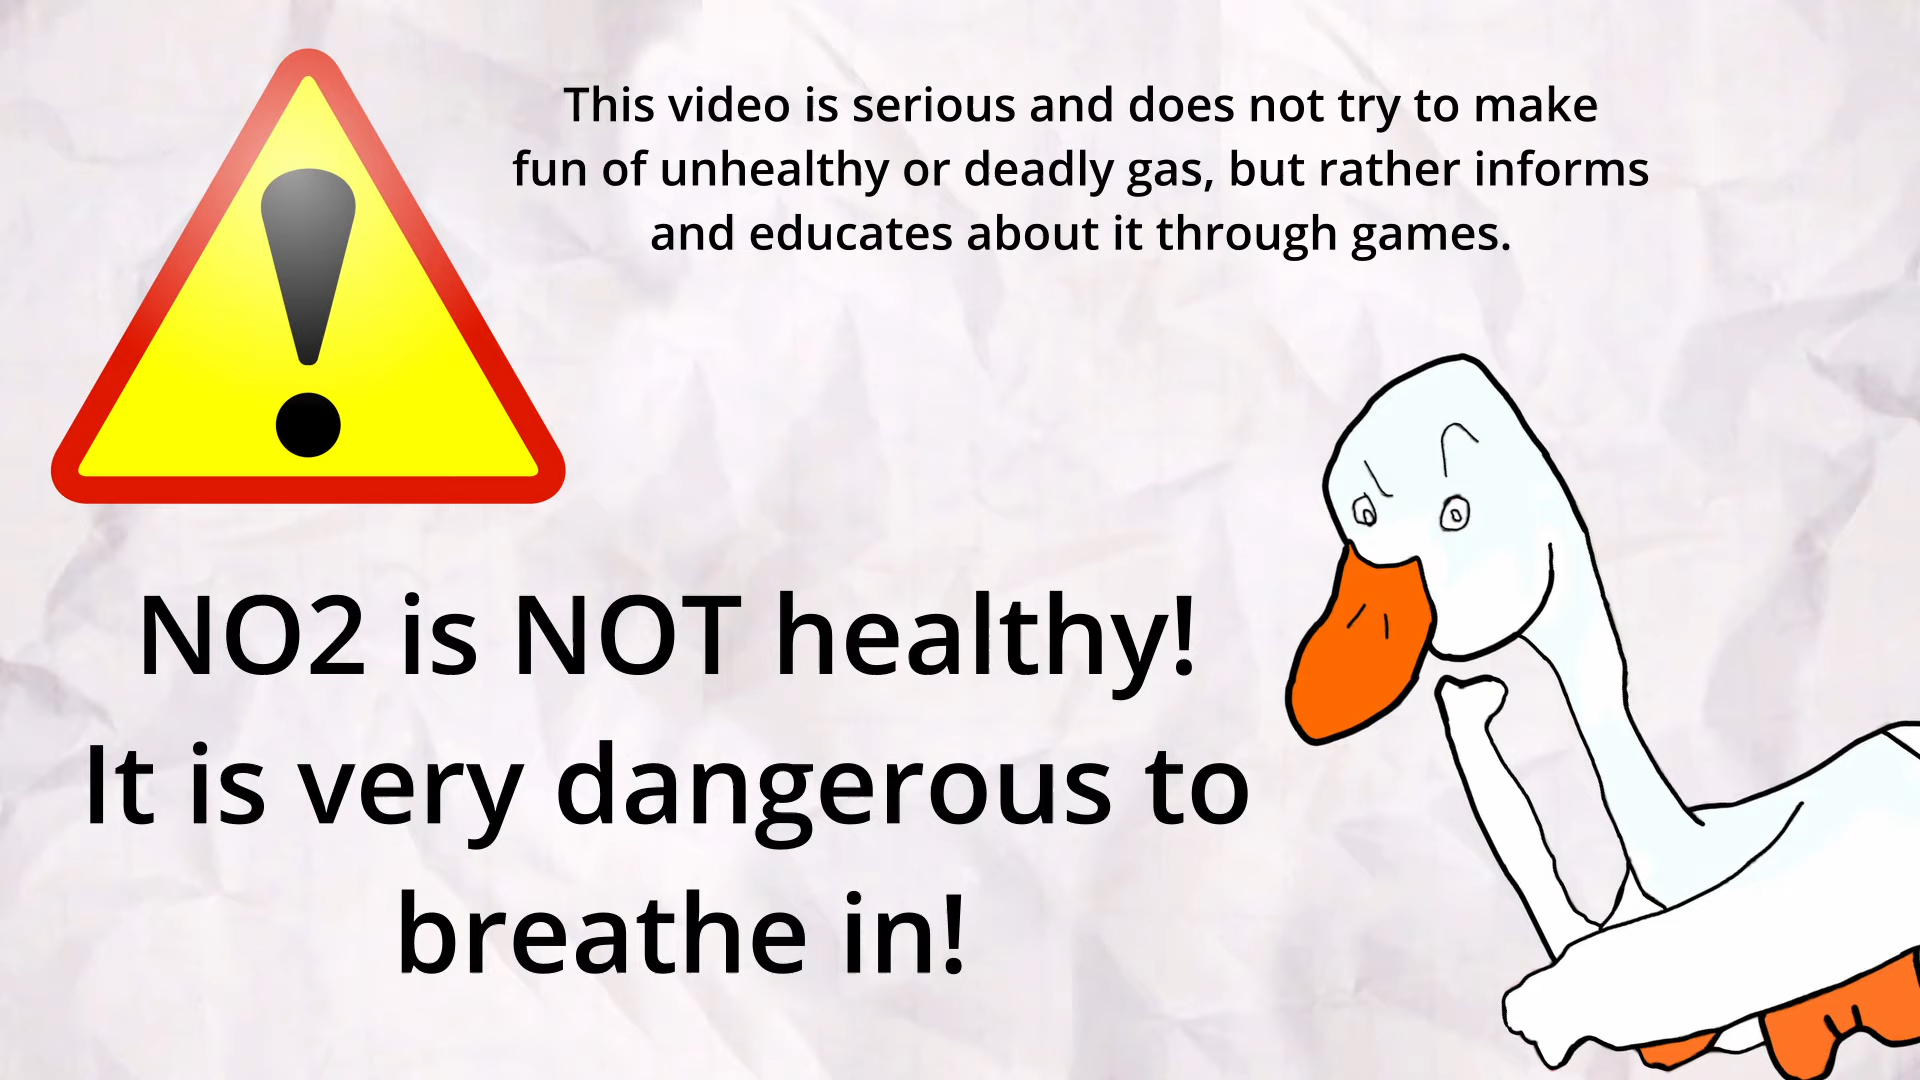 This video is serious and does not try to make
fun of unhealthy or deadly gas, but rather informs
and educates about it through games.
NO2 is NOT healthy!
It is very dangerous to
breathe in!